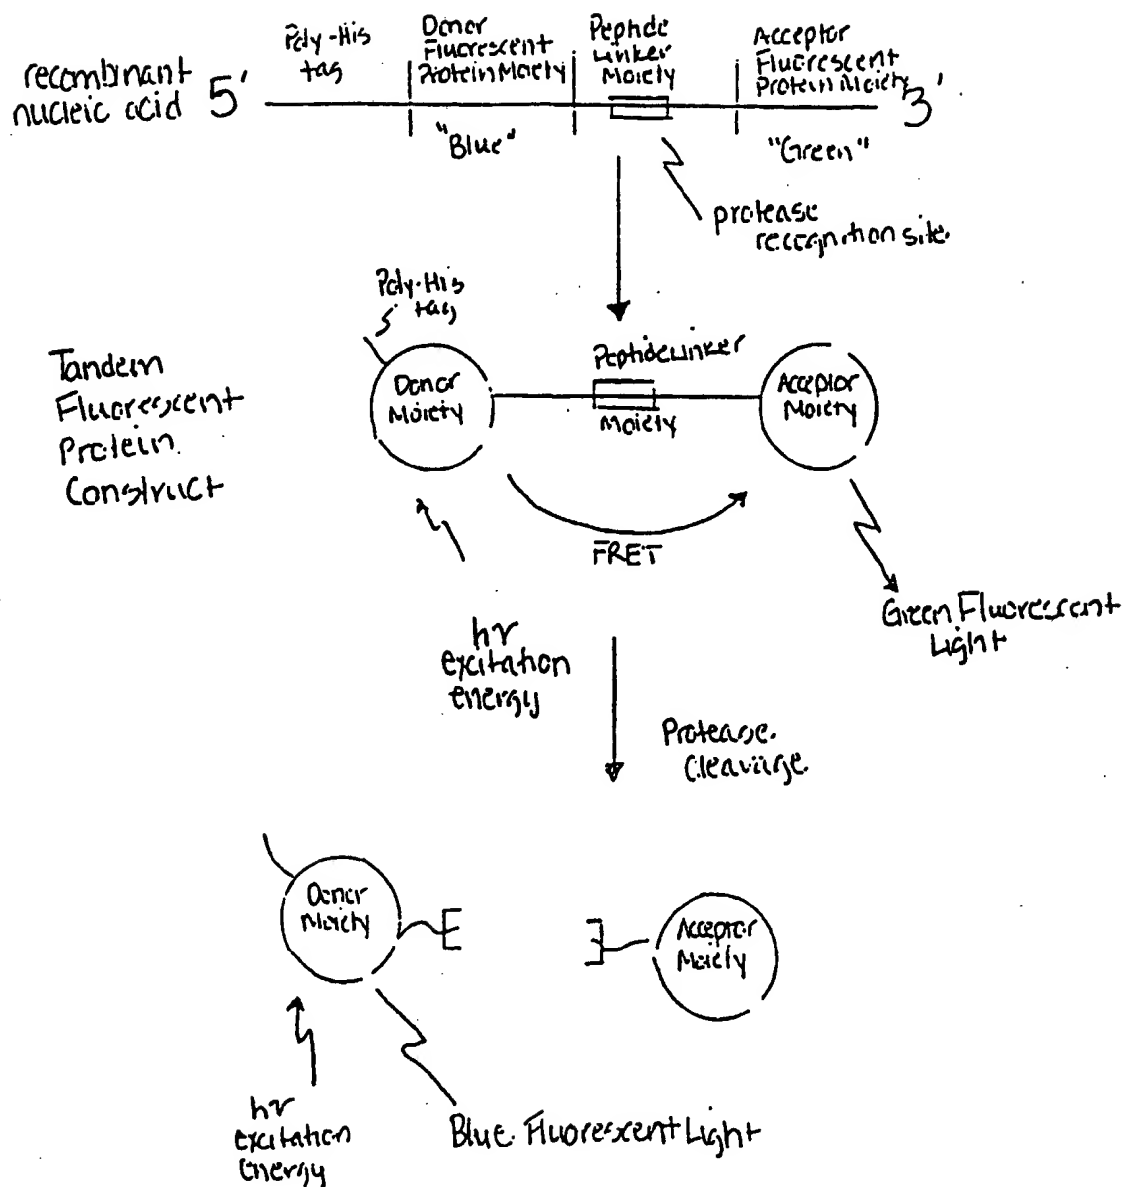 recombinant
nucleic acid
5'
Poly-His
tag
Donor
Fluorescent
Protein Moiety
Peptide
Linker
Moiety
Acceptor
Fluorescent
Protein Moiety
3'
"Blue"
"Green"
protease
recognition site.
Poly-His
tag
Tandem
Fluorescent
Protein
Construct
Donor
Moiety
Peptide Linker
Moiety
Acceptor
Moiety
FRET
hν
excitation
energy
Green Fluorescent
Light
Protease
Cleavage
Donor
Moiety
Acceptor
Moiety
hν
excitation
energy
Blue Fluorescent Light